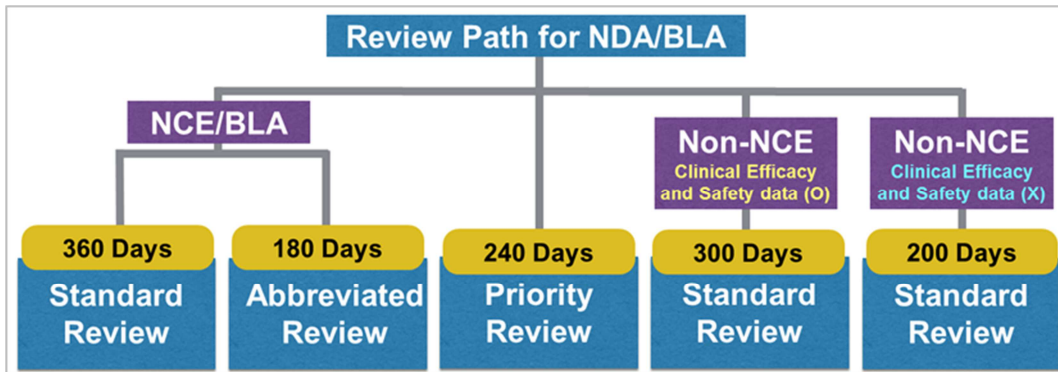 Review Path for NDA/BLA
NCE/BLA
Non-NCE
Clinical Efficacy
and Safety data (O)
Non-NCE
Clinical Efficacy
and Safety data (X)
360 Days
Standard
Review
180 Days
Abbreviated
Review
240 Days
Priority
Review
300 Days
Standard
Review
200 Days
Standard
Review